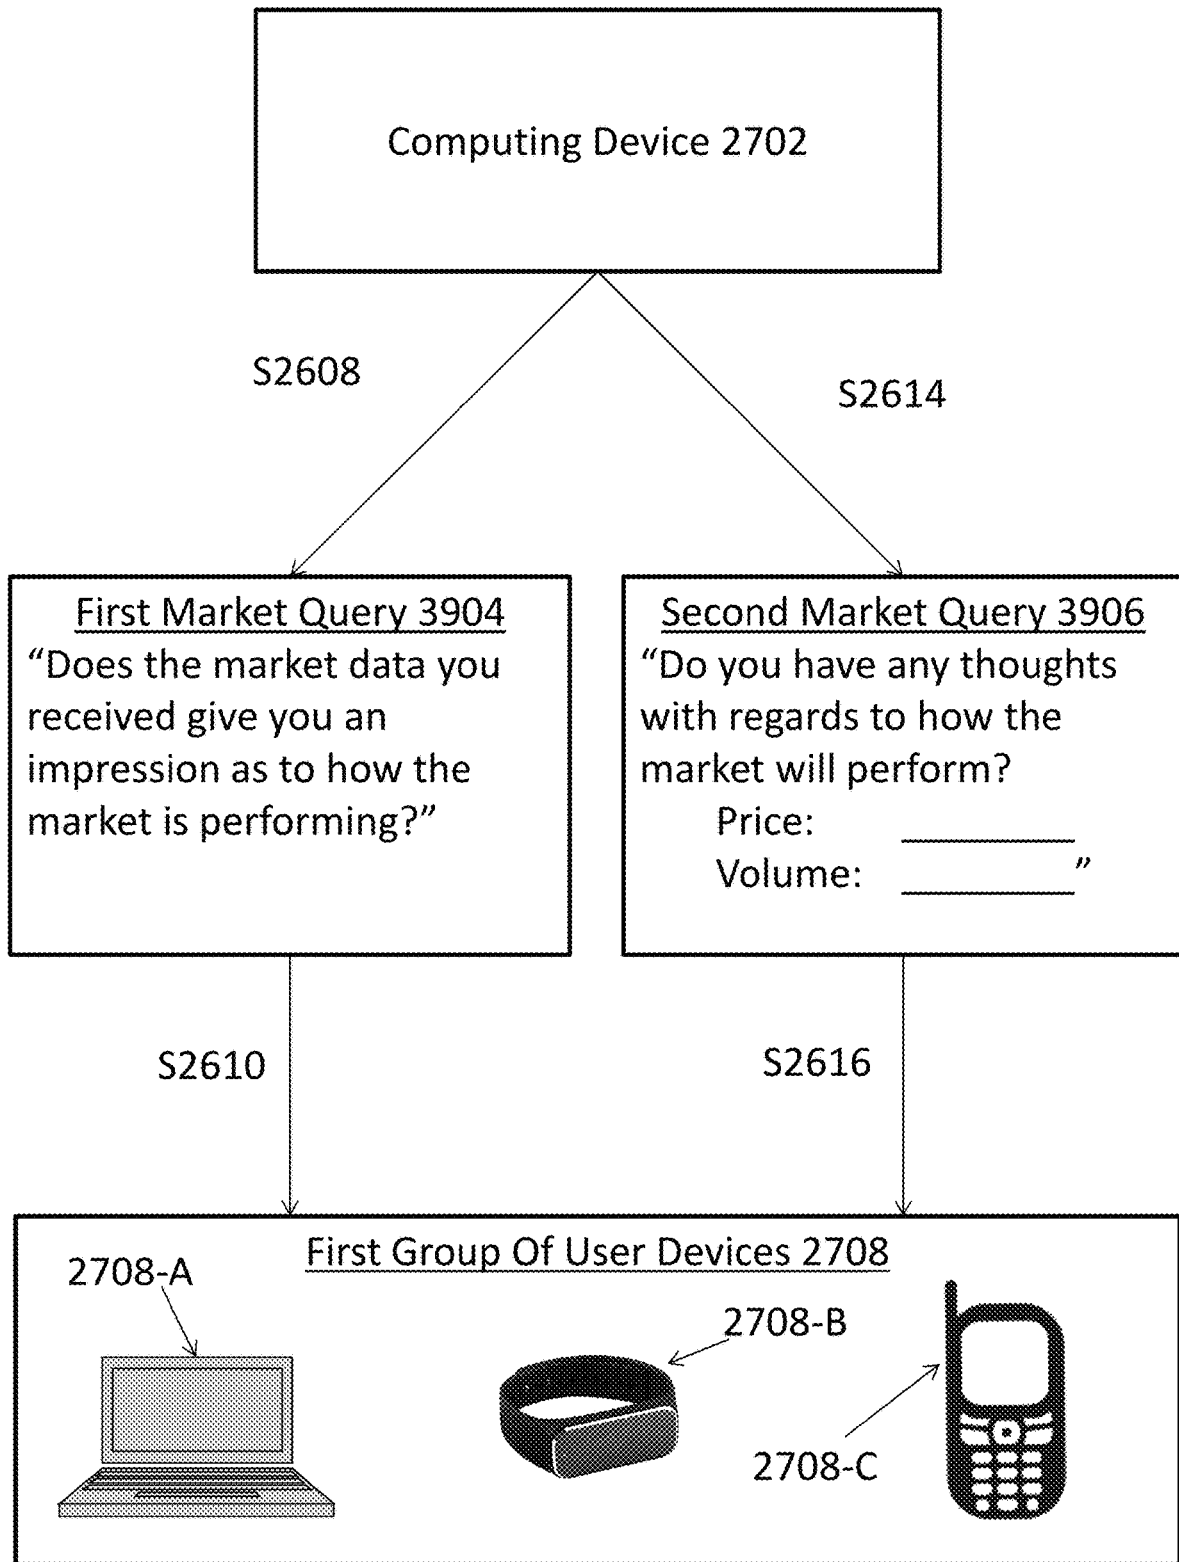 Computing Device 2702
S2608
S2614
First Market Query 3904
“Does the market data you
received give you an
impression as to how the
market is performing?”
Second Market Query 3906
“Do you have any thoughts
with regards to how the
market will perform?
Price: ________
Volume: ________”
S2610
S2616
First Group Of User Devices 2708
2708-A
2708-B
2708-C